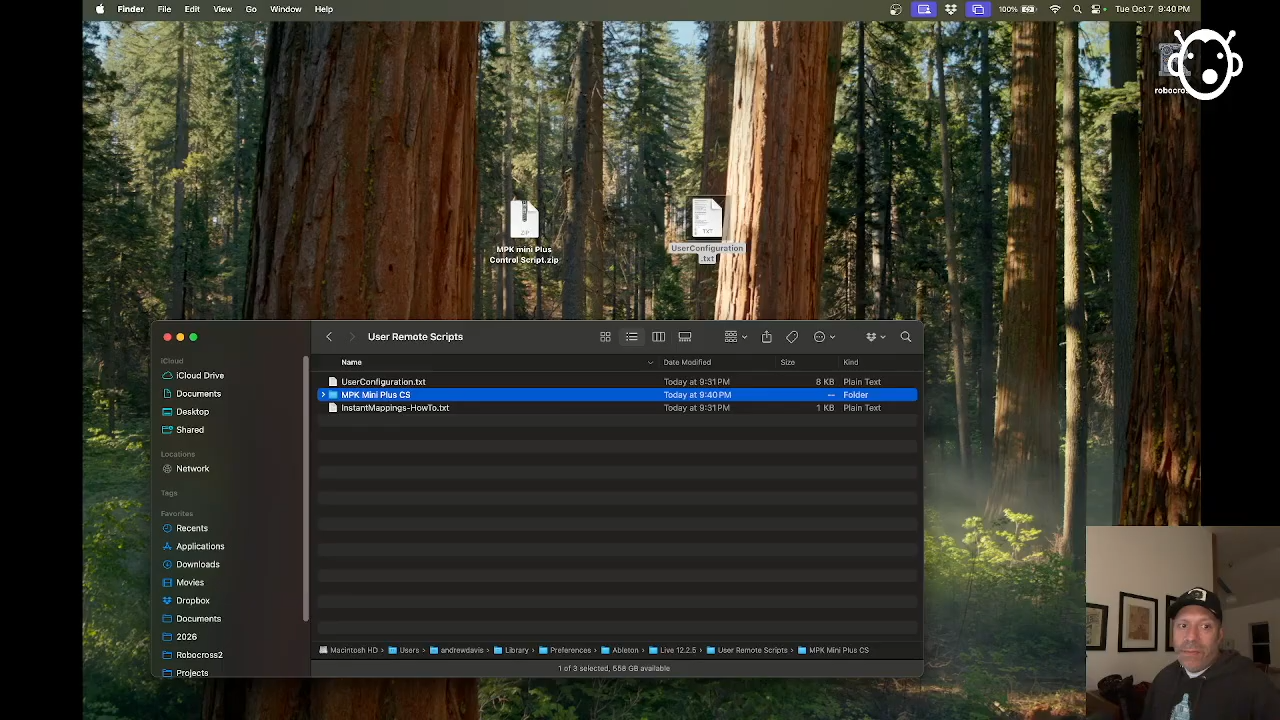 Finder File Edit View Go Window Help
100% Tue Oct 7 9:40PM
MPK mini Plus
Control Script.zip
ZIP
TXT
UserConfiguration
.txt
User Remote Scripts
iCloud
iCloud Drive
Documents
Desktop
Shared
Locations
Network
Tags
Favorites
Recents
Applications
Downloads
Movies
Dropbox
Documents
2026
Robocross2
Projects
Name Date Modified Size Kind
UserConfiguration.txt Today at 9:31 PM 8 KB Plain Text
MPK Mini Plus CS Today at 9:40 PM -- Folder
InstantMappings-HowTo.txt Today at 9:31 PM 1 KB Plain Text
Macintosh HD › Users › andrewdavis › Library › Preferences › Ableton › Live 12.2.5 › User Remote Scripts › MPK Mini Plus CS
1 of 3 selected, 558 GB available